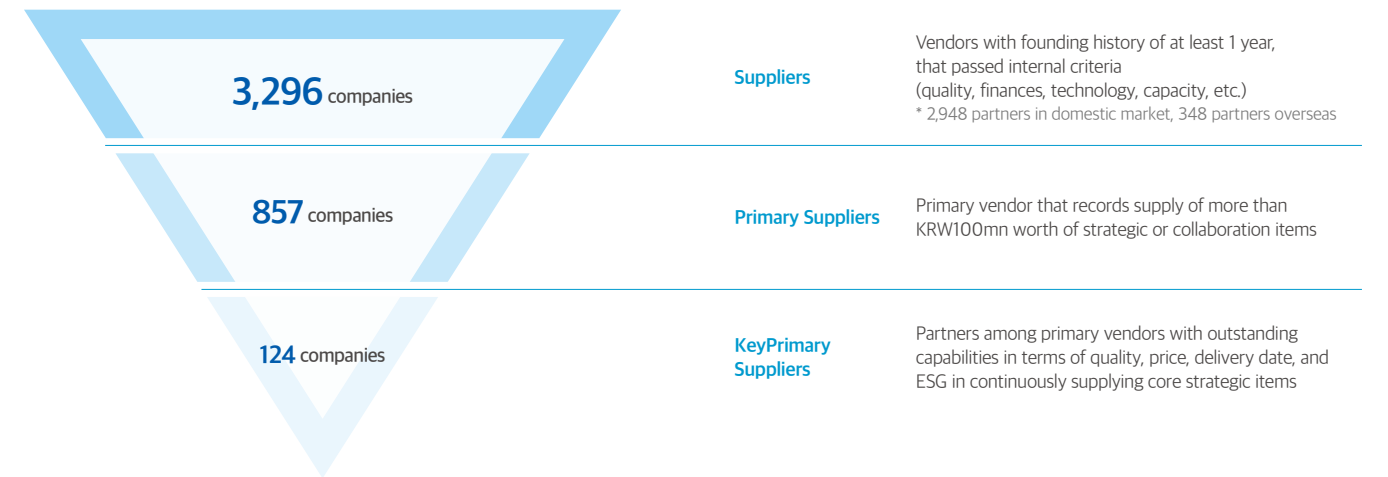 3,296 companies
Suppliers
Vendors with founding history of at least 1 year,
that passed internal criteria
(quality, finances, technology, capacity, etc.)
* 2,948 partners in domestic market, 348 partners overseas
857 companies
Primary Suppliers
Primary vendor that records supply of more than
KRW100mn worth of strategic or collaboration items
124 companies
KeyPrimary
Suppliers
Partners among primary vendors with outstanding
capabilities in terms of quality, price, delivery date, and
ESG in continuously supplying core strategic items